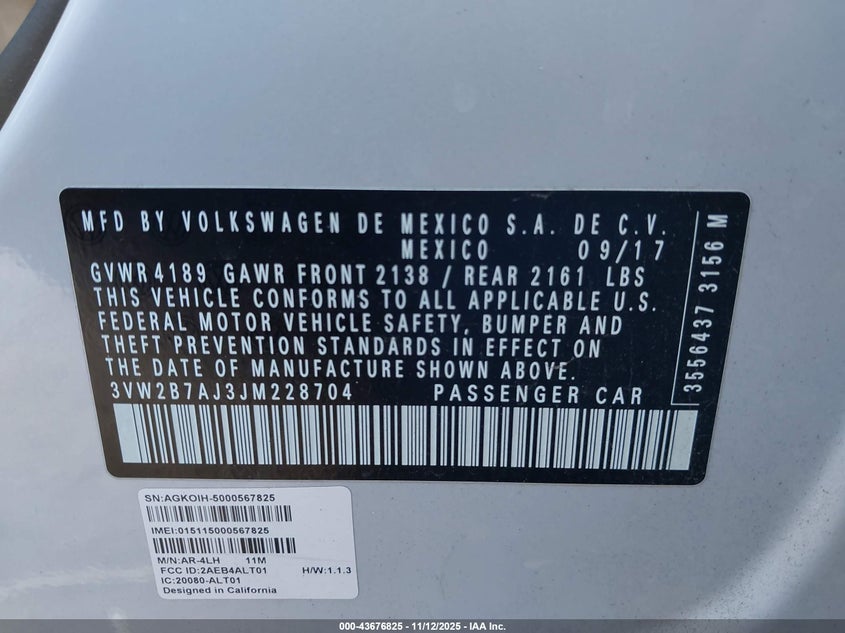 MFD BY VOLKSWAGEN DE MEXICO S.A. DE C.V.
MEXICO 09/17
GVWR 4189 GAWR FRONT 2138 / REAR 2161 LBS
THIS VEHICLE CONFORMS TO ALL APPLICABLE U.S.
FEDERAL MOTOR VEHICLE SAFETY, BUMPER AND
THEFT PREVENTION STANDARDS IN EFFECT ON
THE DATE OF MANUFACTURE SHOWN ABOVE.
3VW2B7AJ3JM228704 PASSENGER CAR
3556437 3156 M
SN:AGKOIH-5000567825
IMEI:015115000567825
M/N:AR-4LH 11M
FCC ID:2AEB4ALT01 H/W:1.1.3
IC:20080-ALT01
Designed in California
000-43676825 - 11/12/2025 - IAA Inc.